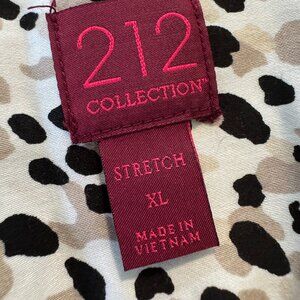 212
COLLECTION™
STRETCH
XL
MADE IN
VIETNAM